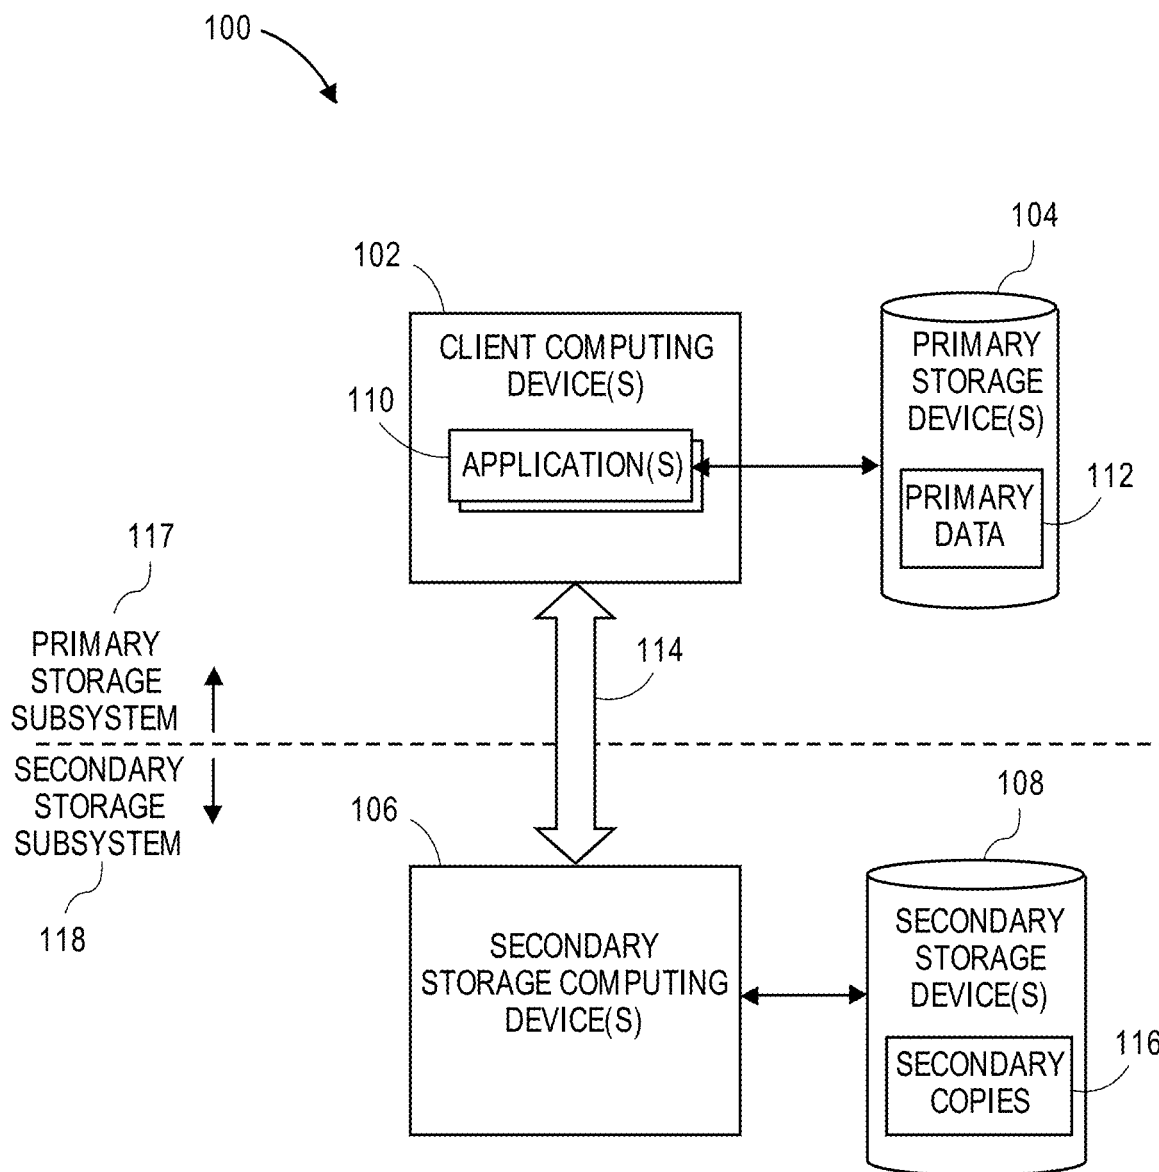 100
104
102
CLIENT COMPUTING
DEVICE(S)
PRIMARY
STORAGE
DEVICE(S)
110
APPLICATION(S)
PRIMARY
DATA
112
117
PRIMARY
STORAGE
SUBSYSTEM
114
SECONDARY
STORAGE
SUBSYSTEM
118
106
108
SECONDARY
STORAGE COMPUTING
DEVICE(S)
SECONDARY
STORAGE
DEVICE(S)
SECONDARY
COPIES
116